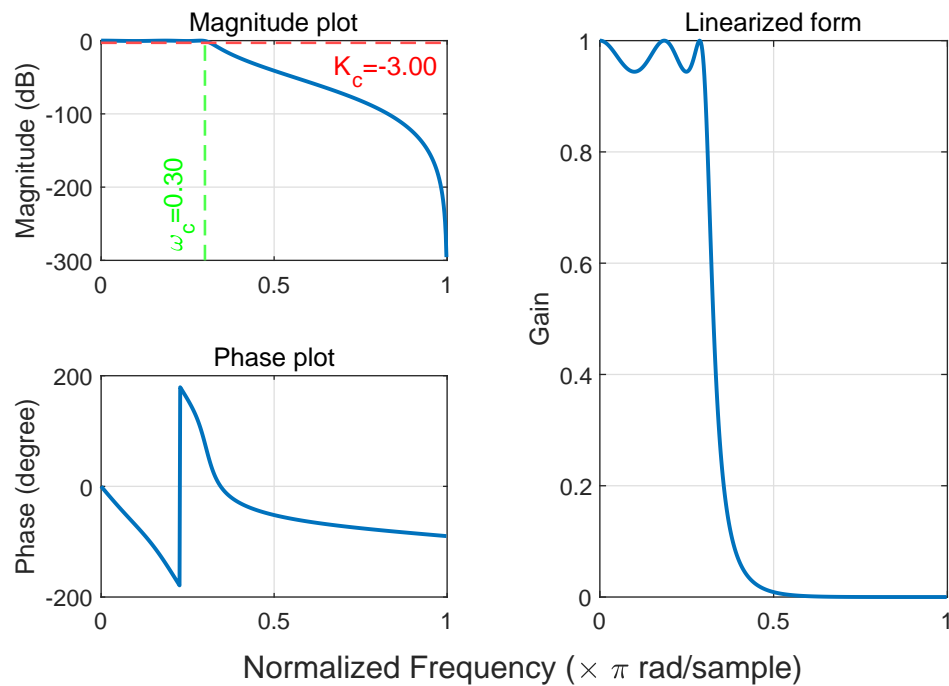 Magnitude plot
Magnitude (dB)
0
-100
-200
-300
0
0.5
1
K_c=-3.00
ω_c=0.30
Phase plot
Phase (degree)
200
0
-200
0
0.5
1
Linearized form
Gain
1
0.8
0.6
0.4
0.2
0
0
0.5
1
Normalized Frequency (× π rad/sample)